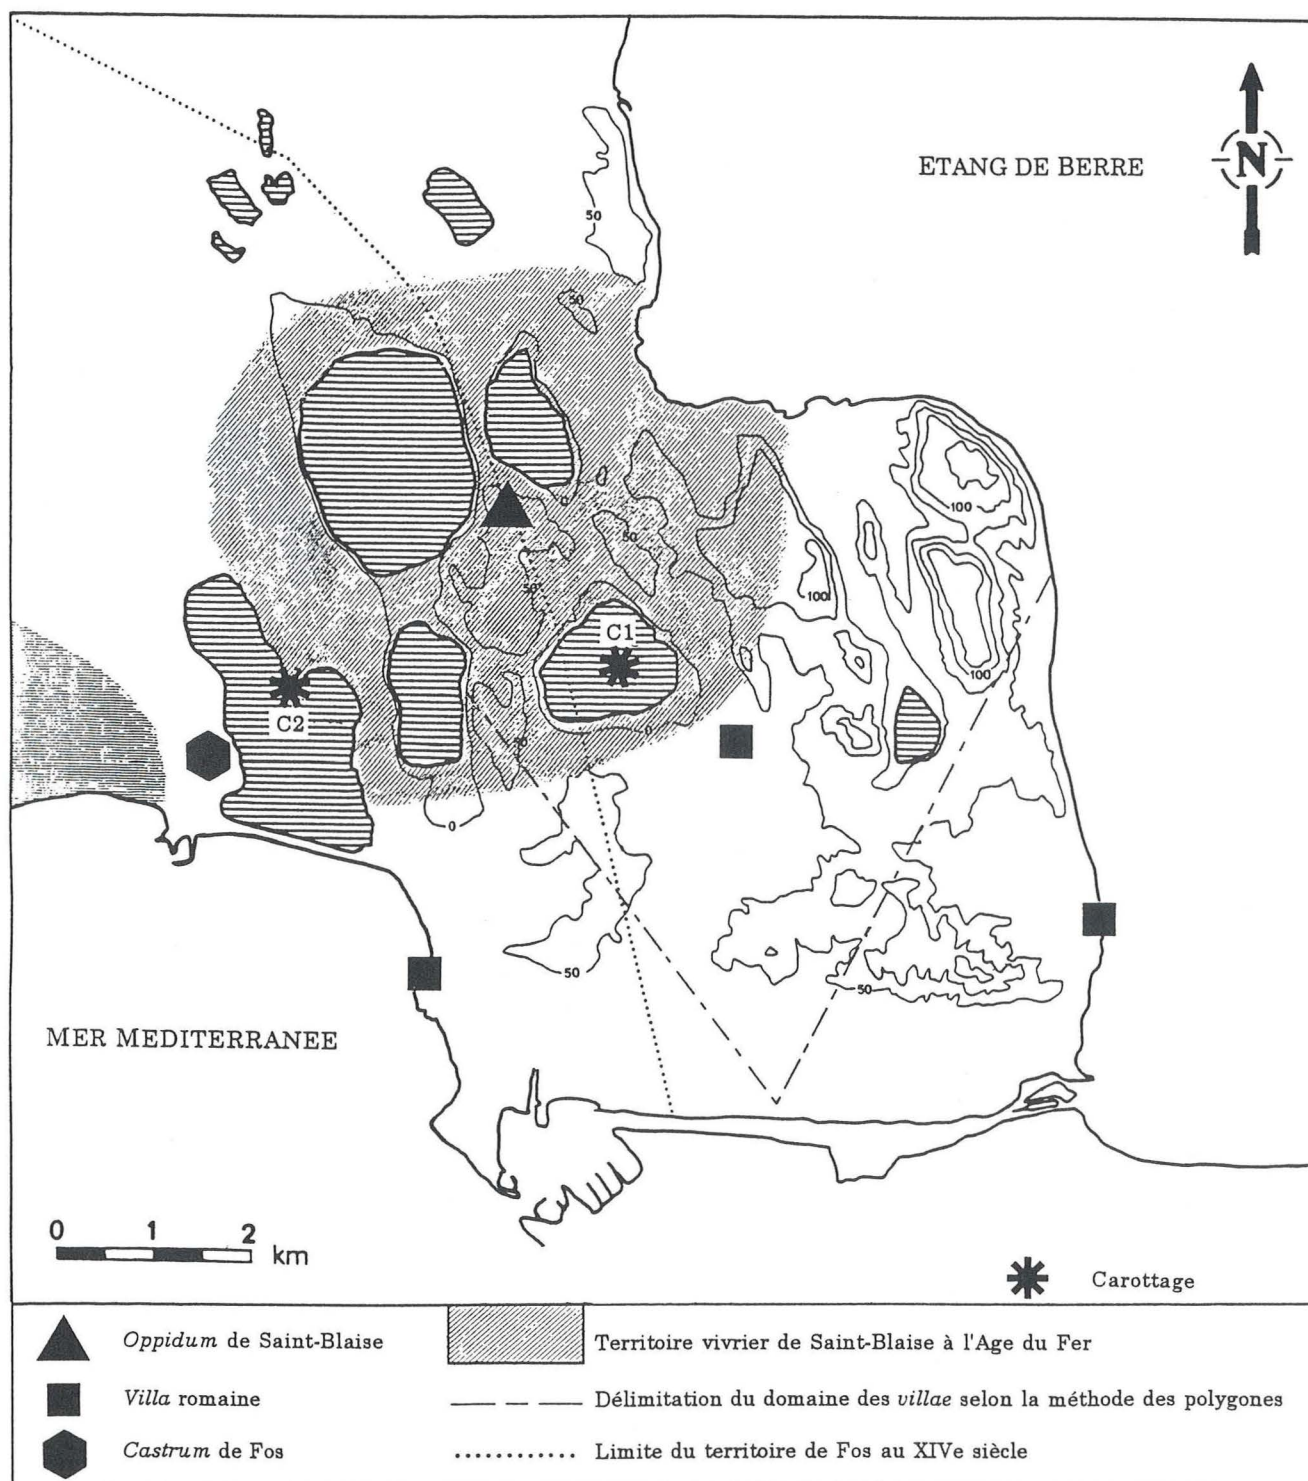 N
ETANG DE BERRE
50
50
100
0
50
50
100
C1
100
C2
50
0
0
50
50
MER MEDITERRANEE
0 1 2
km
Carottage
Oppidum de Saint-Blaise
Territoire vivrier de Saint-Blaise à l'Age du Fer
Villa romaine
Délimitation du domaine des villae selon la méthode des polygones
Castrum de Fos
Limite du territoire de Fos au XIVe siècle